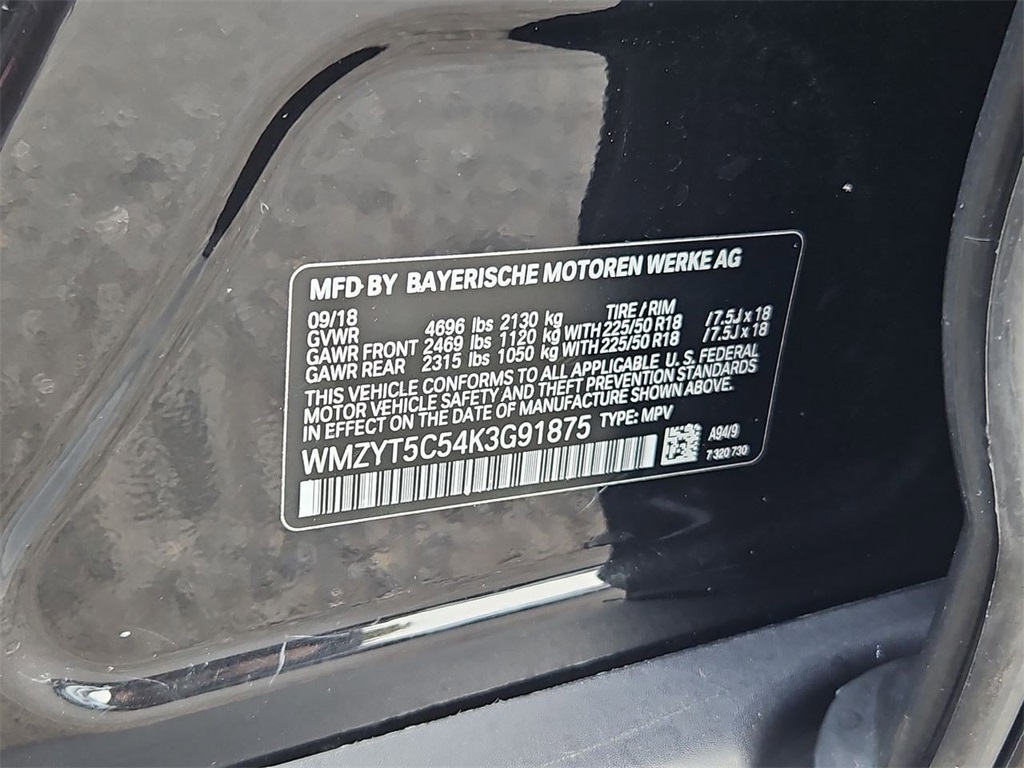 MFD BY BAYERISCHE MOTOREN WERKE AG
09/18 TIRE / RIM
GVWR 4696 lbs 2130 kg
GAWR FRONT 2469 lbs 1120 kg WITH 225/50 R18 /7.5J x 18
GAWR REAR 2315 lbs 1050 kg WITH 225/50 R18 /7.5J x 18
THIS VEHICLE CONFORMS TO ALL APPLICABLE U. S. FEDERAL
MOTOR VEHICLE SAFETY AND THEFT PREVENTION STANDARDS
IN EFFECT ON THE DATE OF MANUFACTURE SHOWN ABOVE.
WMZYT5C54K3G91875 TYPE: MPV
A94/9
7 320 730